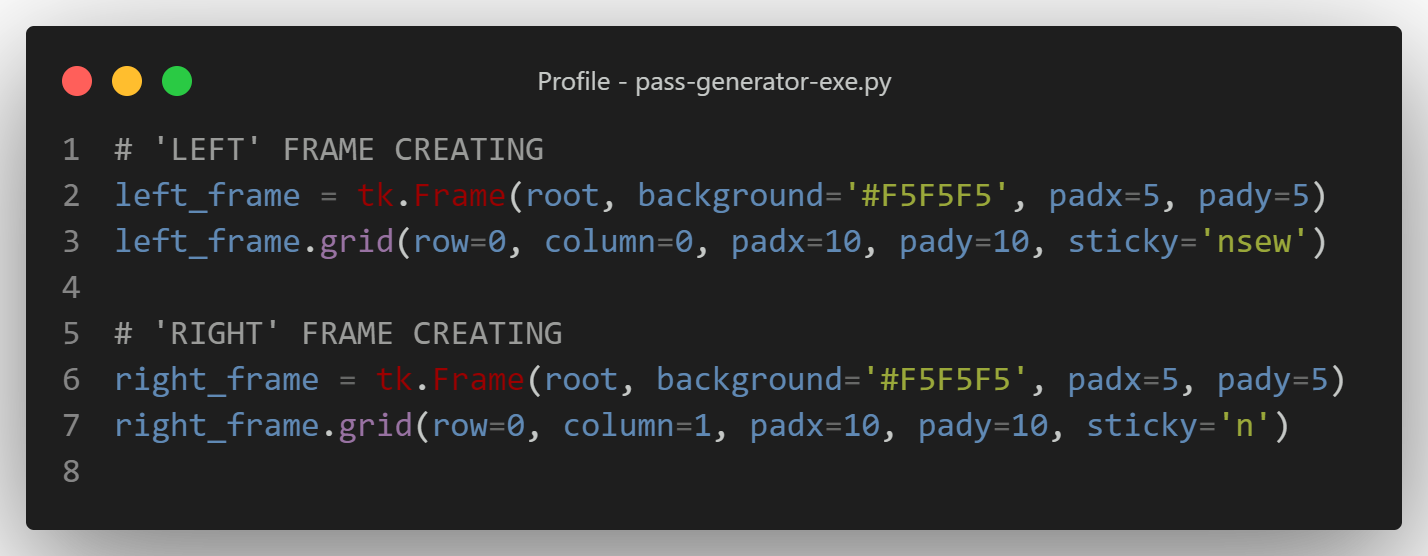 Profile - pass-generator-exe.py
1 # 'LEFT' FRAME CREATING
2 left_frame = tk.Frame(root, background='#F5F5F5', padx=5, pady=5)
3 left_frame.grid(row=0, column=0, padx=10, pady=10, sticky='nsew')
4
5 # 'RIGHT' FRAME CREATING
6 right_frame = tk.Frame(root, background='#F5F5F5', padx=5, pady=5)
7 right_frame.grid(row=0, column=1, padx=10, pady=10, sticky='n')
8